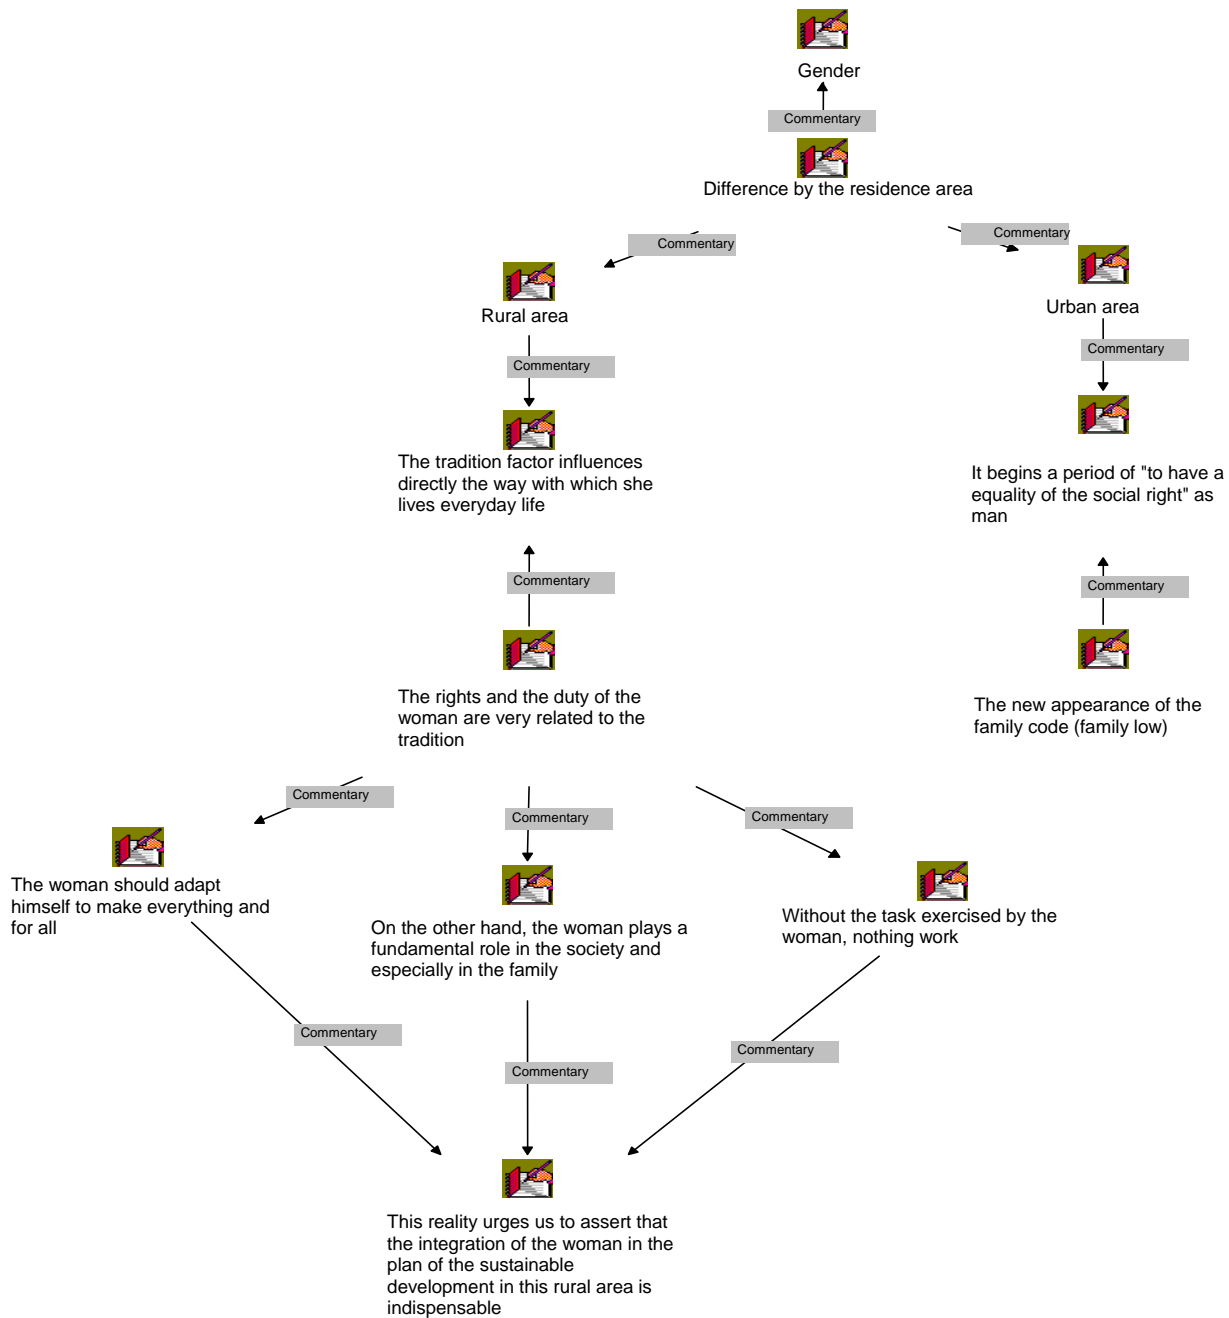 Gender
Commentary
Difference by the residence area
Commentary
Commentary
Rural area
Urban area
Commentary
Commentary
The tradition factor influences
directly the way with which she
lives everyday life
It begins a period of "to have a
equality of the social right" as
man
Commentary
Commentary
The rights and the duty of the
woman are very related to the
tradition
The new appearance of the
family code (family low)
Commentary
Commentary
Commentary
The woman should adapt
himself to make everything and
for all
On the other hand, the woman plays a
fundamental role in the society and
especially in the family
Without the task exercised by the
woman, nothing work
Commentary
Commentary
Commentary
This reality urges us to assert that
the integration of the woman in the
plan of the sustainable
development in this rural area is
indispensable